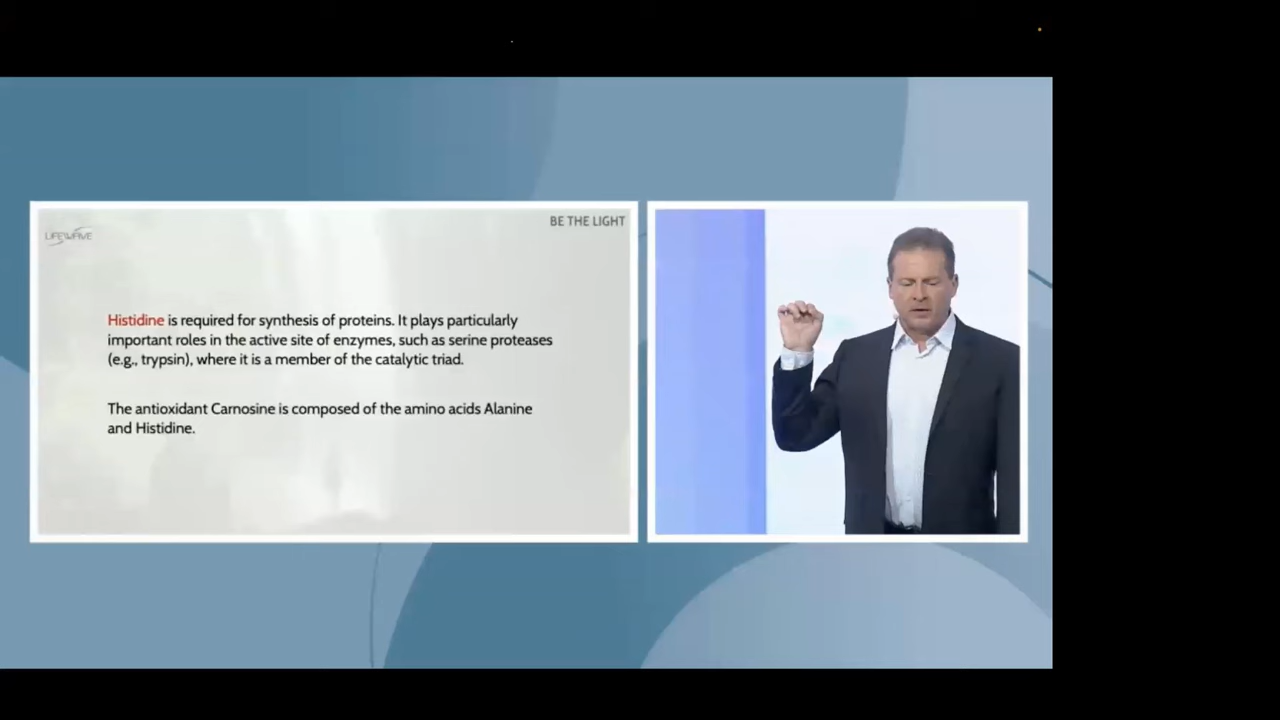 LIFEWAVE
BE THE LIGHT
Histidine is required for synthesis of proteins. It plays particularly
important roles in the active site of enzymes, such as serine proteases
(e.g., trypsin), where it is a member of the catalytic triad.
The antioxidant Carnosine is composed of the amino acids Alanine
and Histidine.